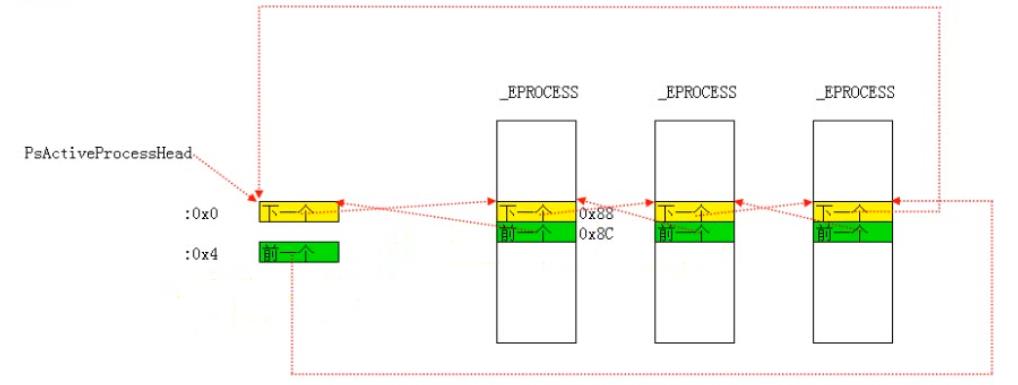 _EPROCESS _EPROCESS _EPROCESS
PsActiveProcessHead
:0x0 下一个 下一个 0x88 下一个 下一个
:0x4 前一个 前一个 0x8C 前一个 前一个